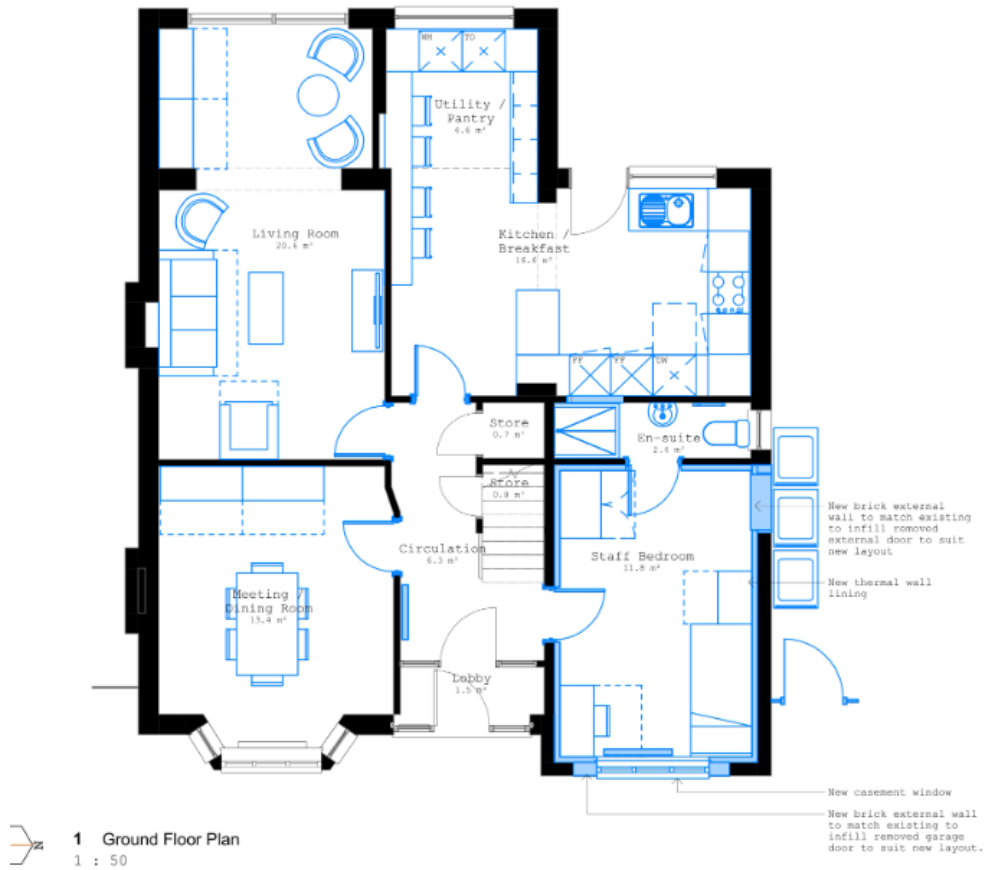 WM
TD
Utility /
Pantry
4.6 m²
Living Room
20.6 m²
Kitchen /
Breakfast
16.6 m²
FF
FF
DW
Store
0.7 m²
En-suite
2.4 m²
Store
0.8 m²
New brick external
wall to match existing
to infill removed
external door to suit
new layout
Circulation
6.3 m²
Staff Bedroom
11.8 m²
New thermal wall
lining
Meeting /
Dining Room
13.4 m²
Lobby
1.5 m²
New casement window
New brick external wall
to match existing to
infill removed garage
door to suit new layout.
N
1 Ground Floor Plan
1 : 50